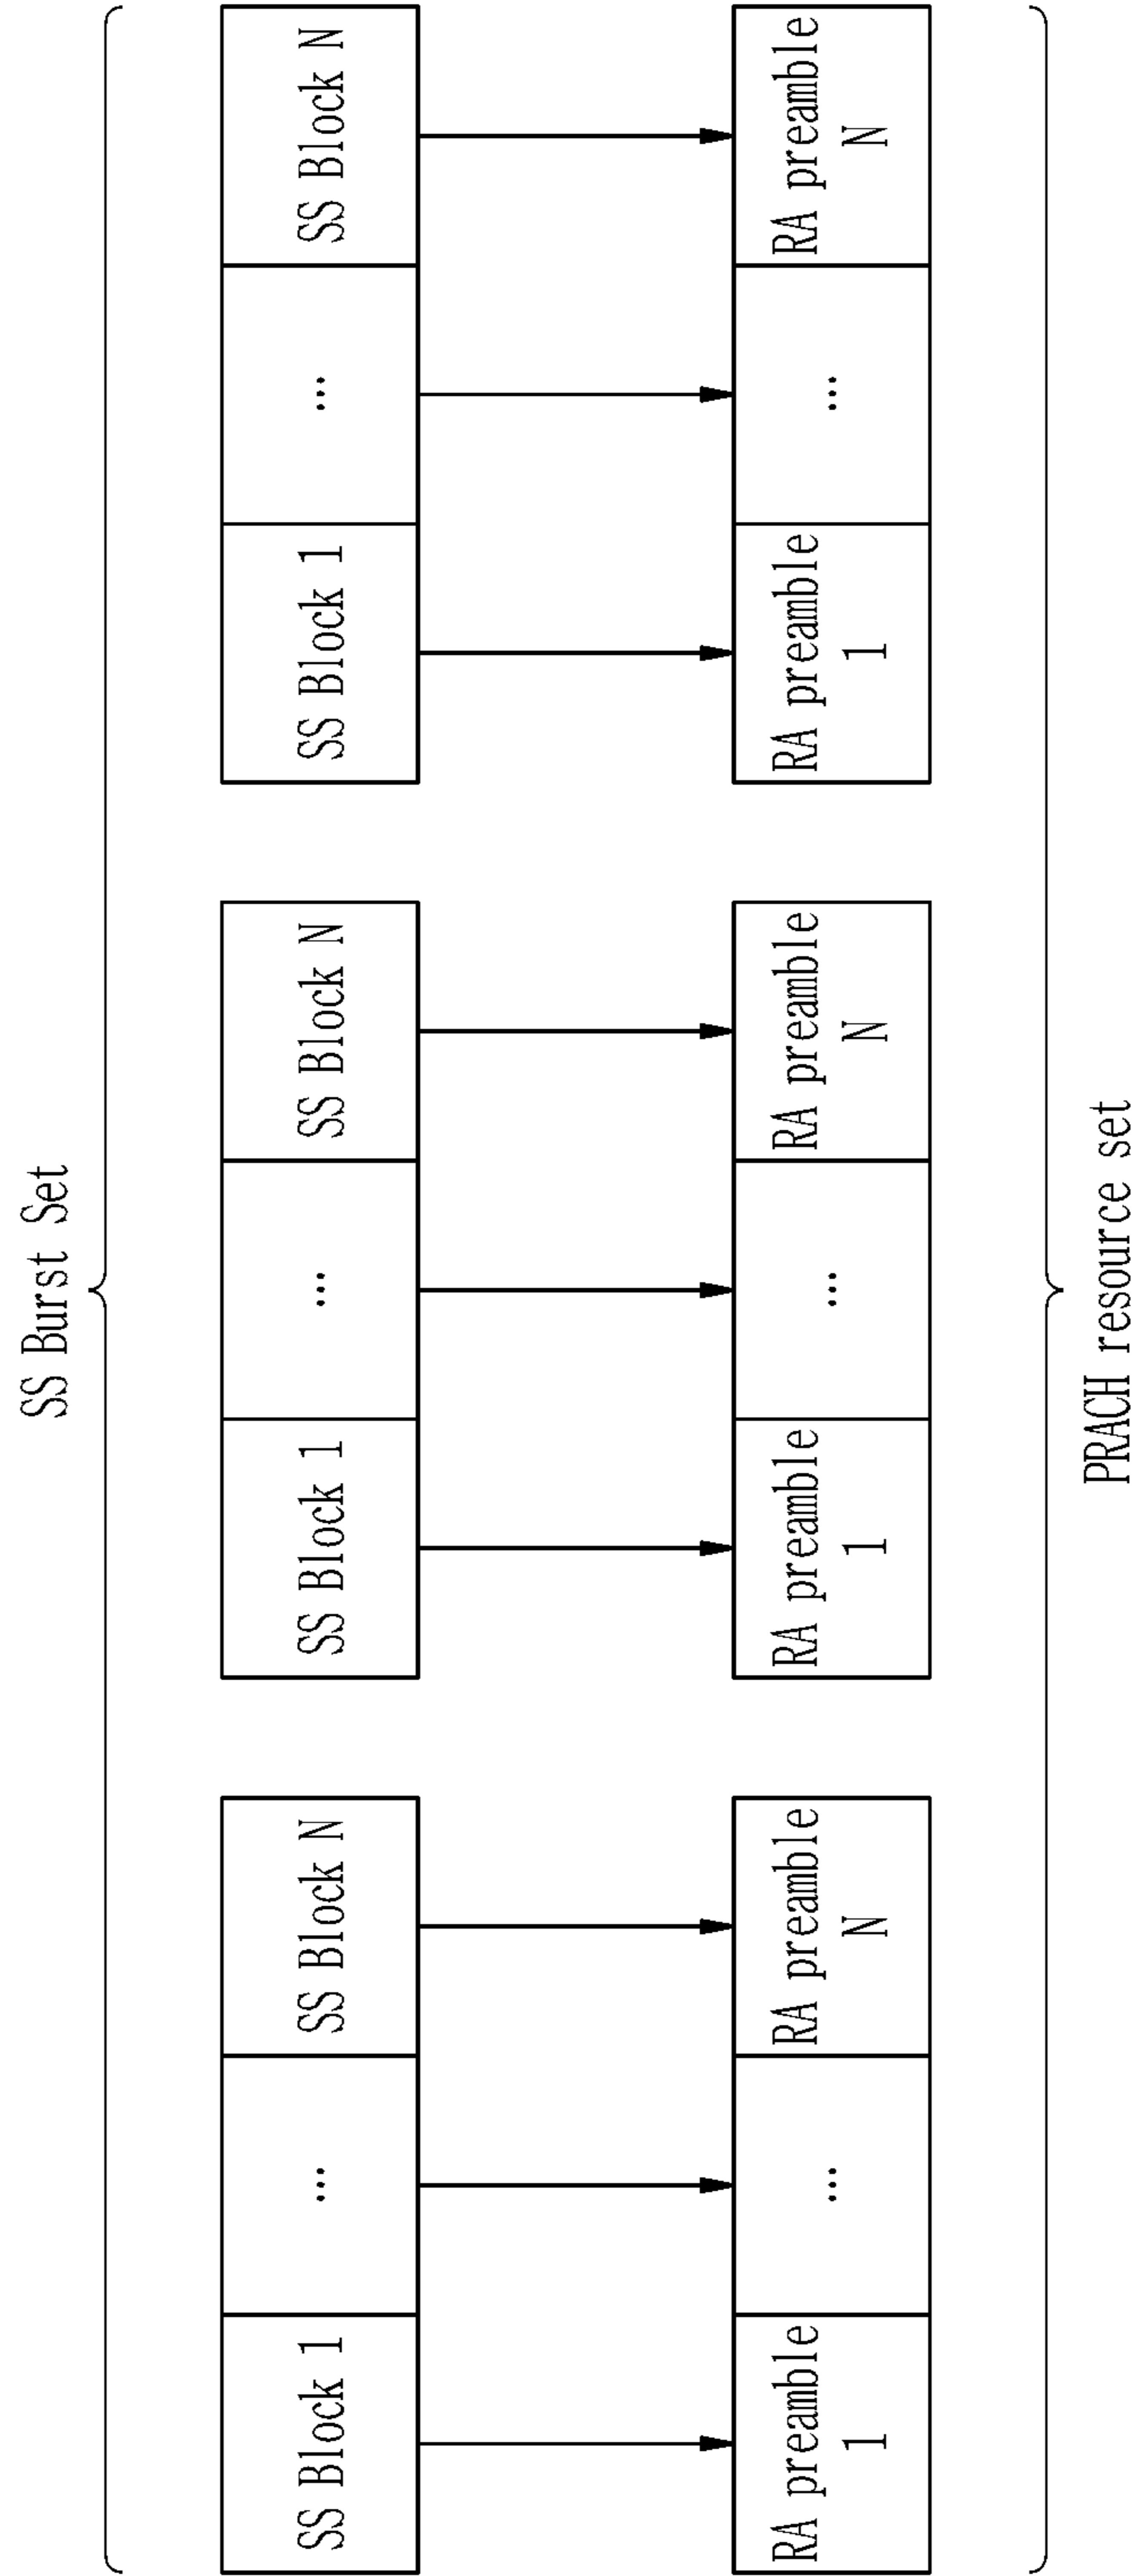 SS Burst Set
SS Block 1
...
SS Block N
SS Block 1
...
SS Block N
SS Block 1
...
SS Block N
RA preamble
1
...
RA preamble
N
RA preamble
1
...
RA preamble
N
RA preamble
1
...
RA preamble
N
PRACH resource set